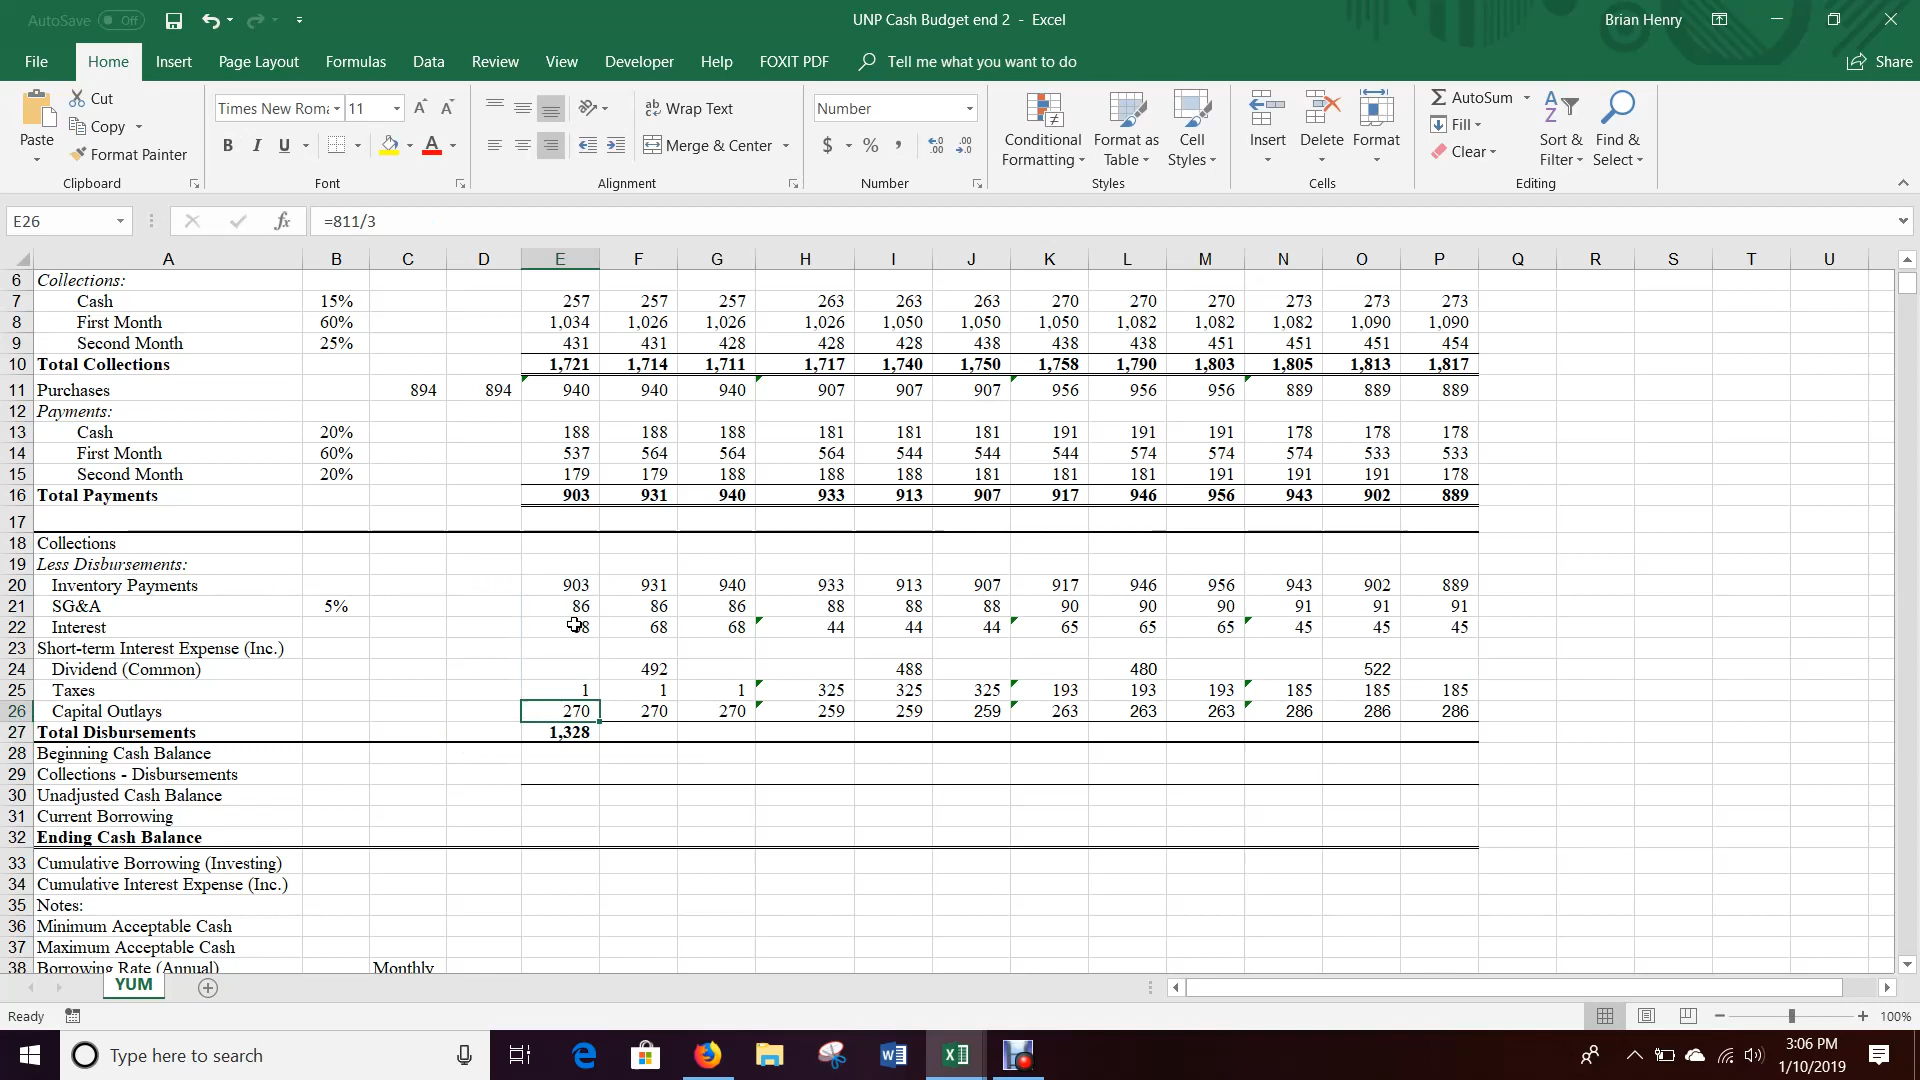 AutoSave Off UNP Cash Budget end 2 - Excel Brian Henry
File Home Insert Page Layout Formulas Data Review View Automate Developer Help FOXIT PDF Tell me what you want to do Share
Paste Cut Copy Format Painter Clipboard
Times New Roma 11 B I U A Font
Wrap Text Merge & Center Alignment
Number $ % , Number
Conditional Formatting Format as Table Cell Styles Styles
Insert Delete Format Cells
AutoSum Fill Clear Sort & Filter Find & Select Editing
E26 fx =811/3
A B C D E F G H I J K L M N O P Q R S T U
6 Collections:
7 Cash 15% 257 257 257 263 263 263 270 270 270 273 273 273
8 First Month 60% 1,034 1,026 1,026 1,026 1,050 1,050 1,050 1,082 1,082 1,082 1,090 1,090
9 Second Month 25% 431 431 428 428 428 438 438 438 451 451 451 454
10 Total Collections 1,721 1,714 1,711 1,717 1,740 1,750 1,758 1,790 1,803 1,805 1,813 1,817
11 Purchases 894 894 940 940 940 907 907 907 956 956 956 889 889 889
12 Payments:
13 Cash 20% 188 188 188 181 181 181 191 191 191 178 178 178
14 First Month 60% 537 564 564 564 544 544 544 574 574 574 533 533
15 Second Month 20% 179 179 188 188 188 181 181 181 191 191 191 178
16 Total Payments 903 931 940 933 913 907 917 946 956 943 902 889
17
18 Collections
19 Less Disbursements:
20 Inventory Payments 903 931 940 933 913 907 917 946 956 943 902 889
21 SG&A 5% 86 86 86 88 88 88 90 90 90 91 91 91
22 Interest 68 68 44 44 44 65 65 65 45 45 45
23 Short-term Interest Expense (Inc.)
24 Dividend (Common) 492 488 480 522
25 Taxes 1 1 1 325 325 325 193 193 193 185 185 185
26 Capital Outlays 270 270 270 259 259 259 263 263 263 286 286 286
27 Total Disbursements 1,328
28 Beginning Cash Balance
29 Collections - Disbursements
30 Unadjusted Cash Balance
31 Current Borrowing
32 Ending Cash Balance
33 Cumulative Borrowing (Investing)
34 Cumulative Interest Expense (Inc.)
35 Notes:
36 Minimum Acceptable Cash
37 Maximum Acceptable Cash
38 Borrowing Rate (Annual) Monthly
YUM
Ready 100%
Type here to search
3:06 PM
1/10/2019